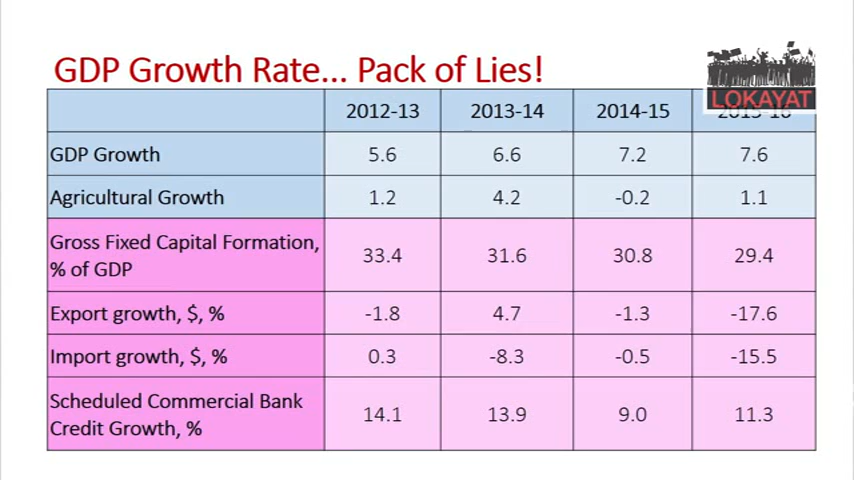 GDP Growth Rate... Pack of Lies!
LOKAYAT
2012-13 2013-14 2014-15 2015-16
GDP Growth 5.6 6.6 7.2 7.6
Agricultural Growth 1.2 4.2 -0.2 1.1
Gross Fixed Capital Formation,
% of GDP 33.4 31.6 30.8 29.4
Export growth, $, % -1.8 4.7 -1.3 -17.6
Import growth, $, % 0.3 -8.3 -0.5 -15.5
Scheduled Commercial Bank
Credit Growth, % 14.1 13.9 9.0 11.3